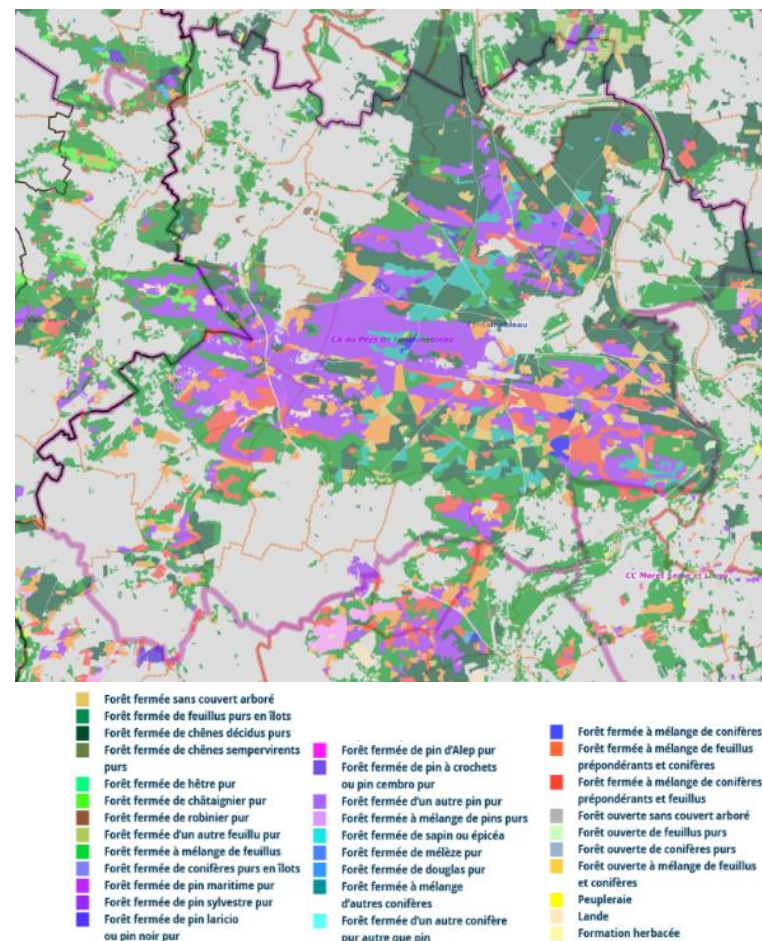 CA du Pays de Fontainebleau
CC Moret Seine et Loing
Forêt fermée sans couvert arboré
Forêt fermée de feuillus purs en îlots
Forêt fermée de chênes décidus purs
Forêt fermée de chênes sempervirents
purs
Forêt fermée de hêtre pur
Forêt fermée de châtaignier pur
Forêt fermée de robinier pur
Forêt fermée d'un autre feuillu pur
Forêt fermée à mélange de feuillus
Forêt fermée de conifères purs en îlots
Forêt fermée de pin maritime pur
Forêt fermée de pin sylvestre pur
Forêt fermée de pin laricio
ou pin noir pur
Forêt fermée de pin d'Alep pur
Forêt fermée de pin à crochets
ou pin cembro pur
Forêt fermée d'un autre pin pur
Forêt fermée à mélange de pins purs
Forêt fermée de sapin ou épicéa
Forêt fermée de mélèze pur
Forêt fermée de douglas pur
Forêt fermée à mélange
d'autres conifères
Forêt fermée d'un autre conifère
pur autre que pin
Forêt fermée à mélange de conifères
Forêt fermée à mélange de feuillus
prépondérants et conifères
Forêt fermée à mélange de conifères
prépondérants et feuillus
Forêt ouverte sans couvert arboré
Forêt ouverte de feuillus purs
Forêt ouverte de conifères purs
Forêt ouverte à mélange de feuillus
et conifères
Peupleraie
Lande
Formation herbacée